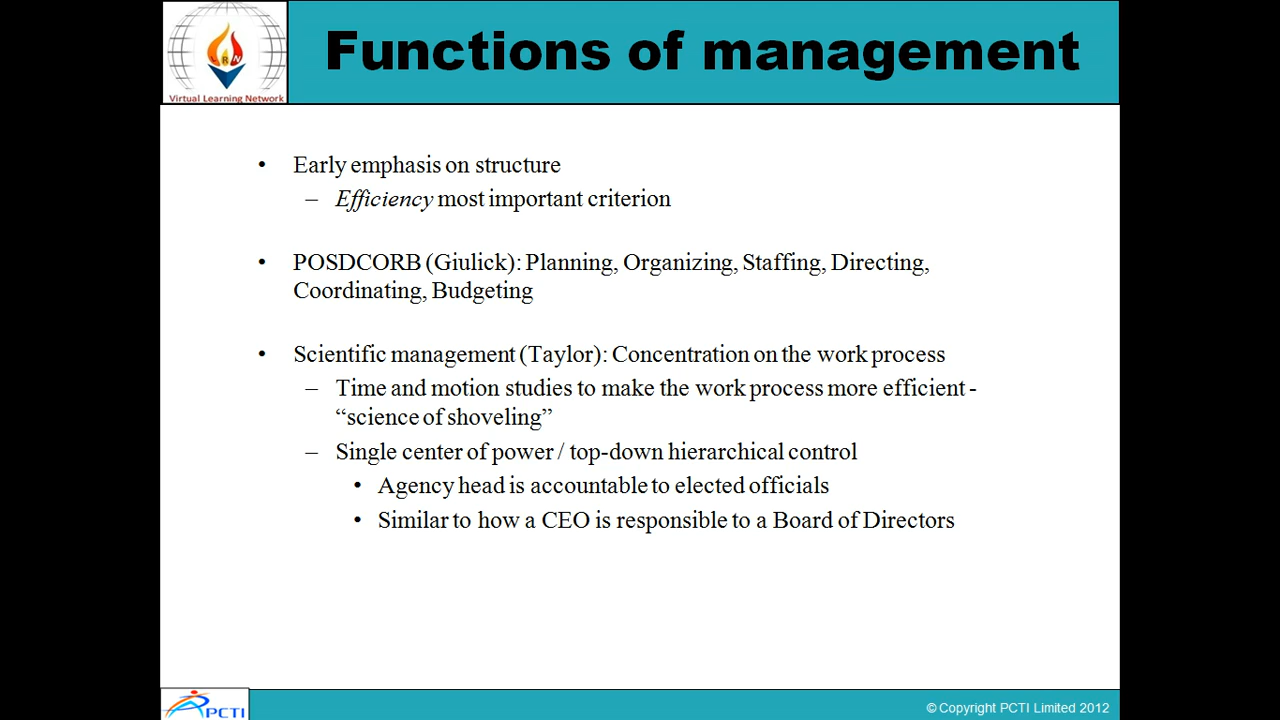 Functions of management
LRN
Virtual Learning Network
• Early emphasis on structure
– Efficiency most important criterion
• POSDCORB (Giulick): Planning, Organizing, Staffing, Directing,
Coordinating, Budgeting
• Scientific management (Taylor): Concentration on the work process
– Time and motion studies to make the work process more efficient -
“science of shoveling”
– Single center of power / top-down hierarchical control
• Agency head is accountable to elected officials
• Similar to how a CEO is responsible to a Board of Directors
PCTI
© Copyright PCTI Limited 2012